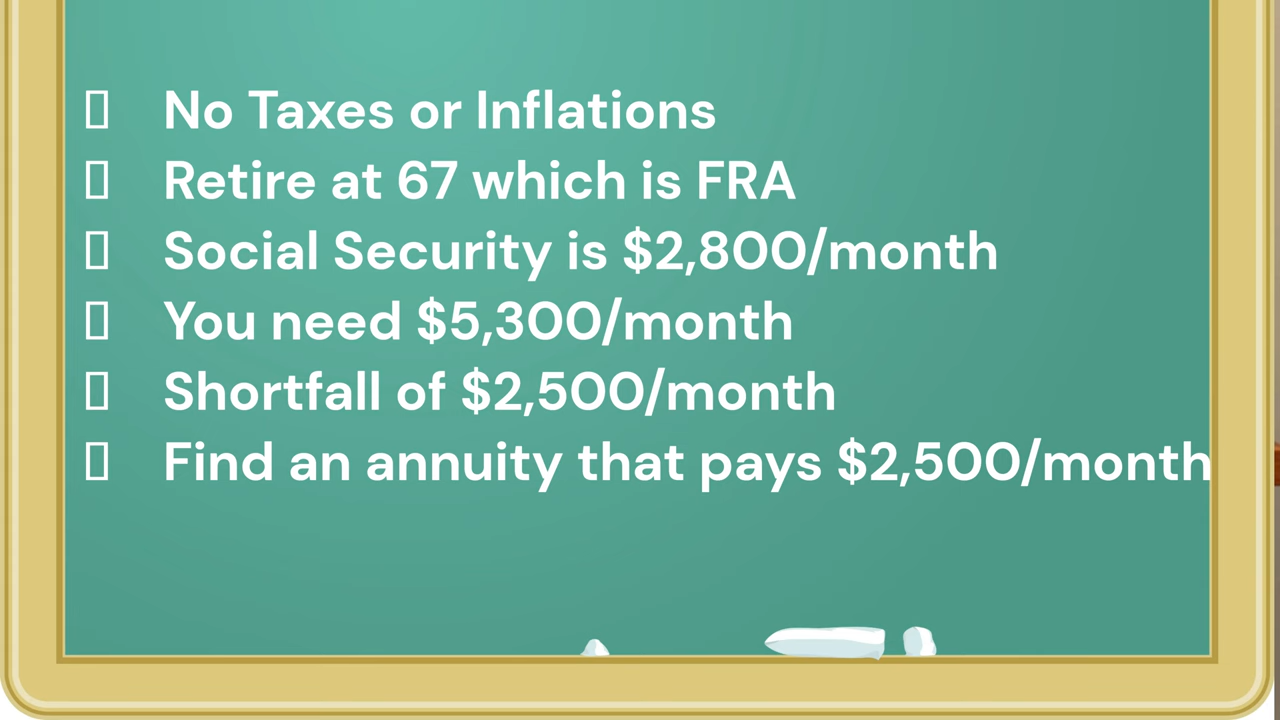 No Taxes or Inflations
Retire at 67 which is FRA
Social Security is $2,800/month
You need $5,300/month
Shortfall of $2,500/month
Find an annuity that pays $2,500/month